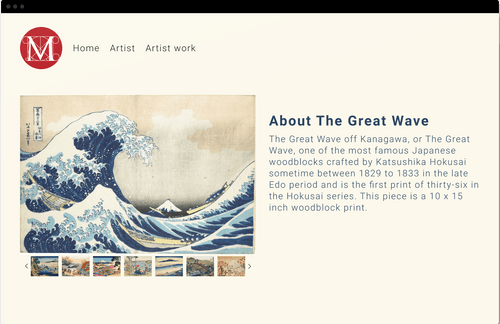 M
Home Artist Artist work
About The Great Wave
The Great Wave off Kanagawa, or The Great
Wave, one of the most famous Japanese
woodblocks crafted by Katsushika Hokusai
sometime between 1829 to 1833 in the late
Edo period and is the first print of thirty-six in
the Hokusai series. This piece is a 10 x 15
inch woodblock print.